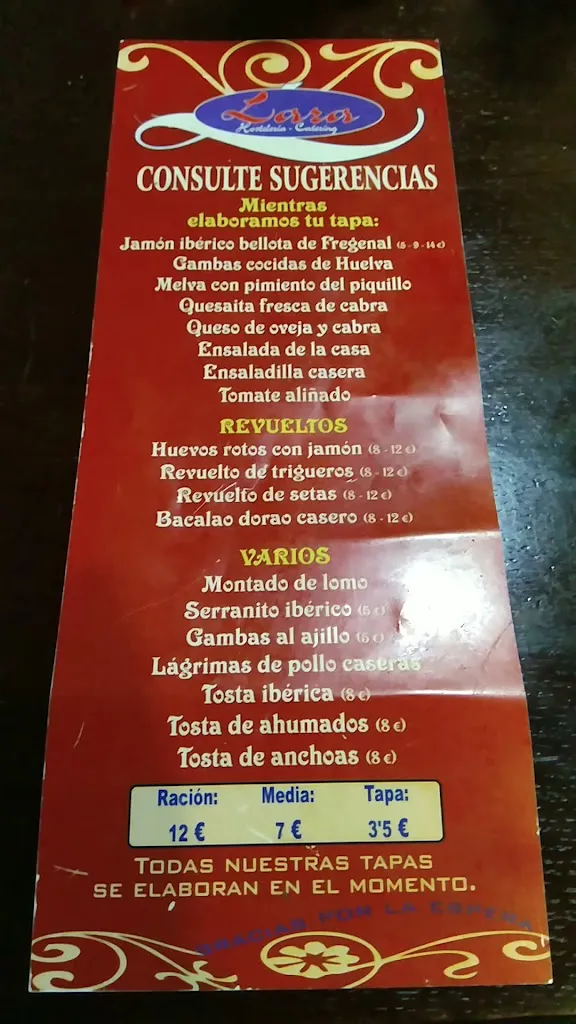 Lara
Hostelería - Catering
CONSULTE SUGERENCIAS
Mientras
elaboramos tu tapa:
Jamón ibérico bellota de Fregenal (5 - 9 - 14 €)
Gambas cocidas de Huelva
Melva con pimiento del piquillo
Quesaita fresca de cabra
Queso de oveja y cabra
Ensalada de la casa
Ensaladilla casera
Tomate aliñado
REVUELTOS
Huevos rotos con jamón (8 - 12 €)
Revuelto de trigueros (8 - 12 €)
Revuelto de setas (8 - 12 €)
Bacalao dorao casero (8 - 12 €)
VARIOS
Montado de lomo
Serranito ibérico (5 €)
Gambas al ajillo (5 €)
Lágrimas de pollo caseras
Tosta ibérica (8 €)
Tosta de ahumados (8 €)
Tosta de anchoas (8 €)
Ración: Media: Tapa:
12 € 7 € 3'5 €
TODAS NUESTRAS TAPAS
SE ELABORAN EN EL MOMENTO.
GRACIAS POR LA ESPERA